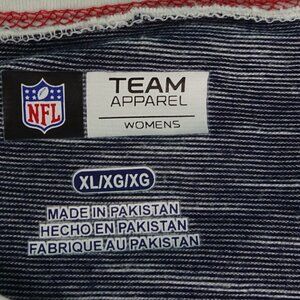 NFL
TEAM
APPAREL
WOMENS
XL/XG/XG
MADE IN PAKISTAN
HECHO EN PAKISTAN
FABRIQUE AU PAKISTAN